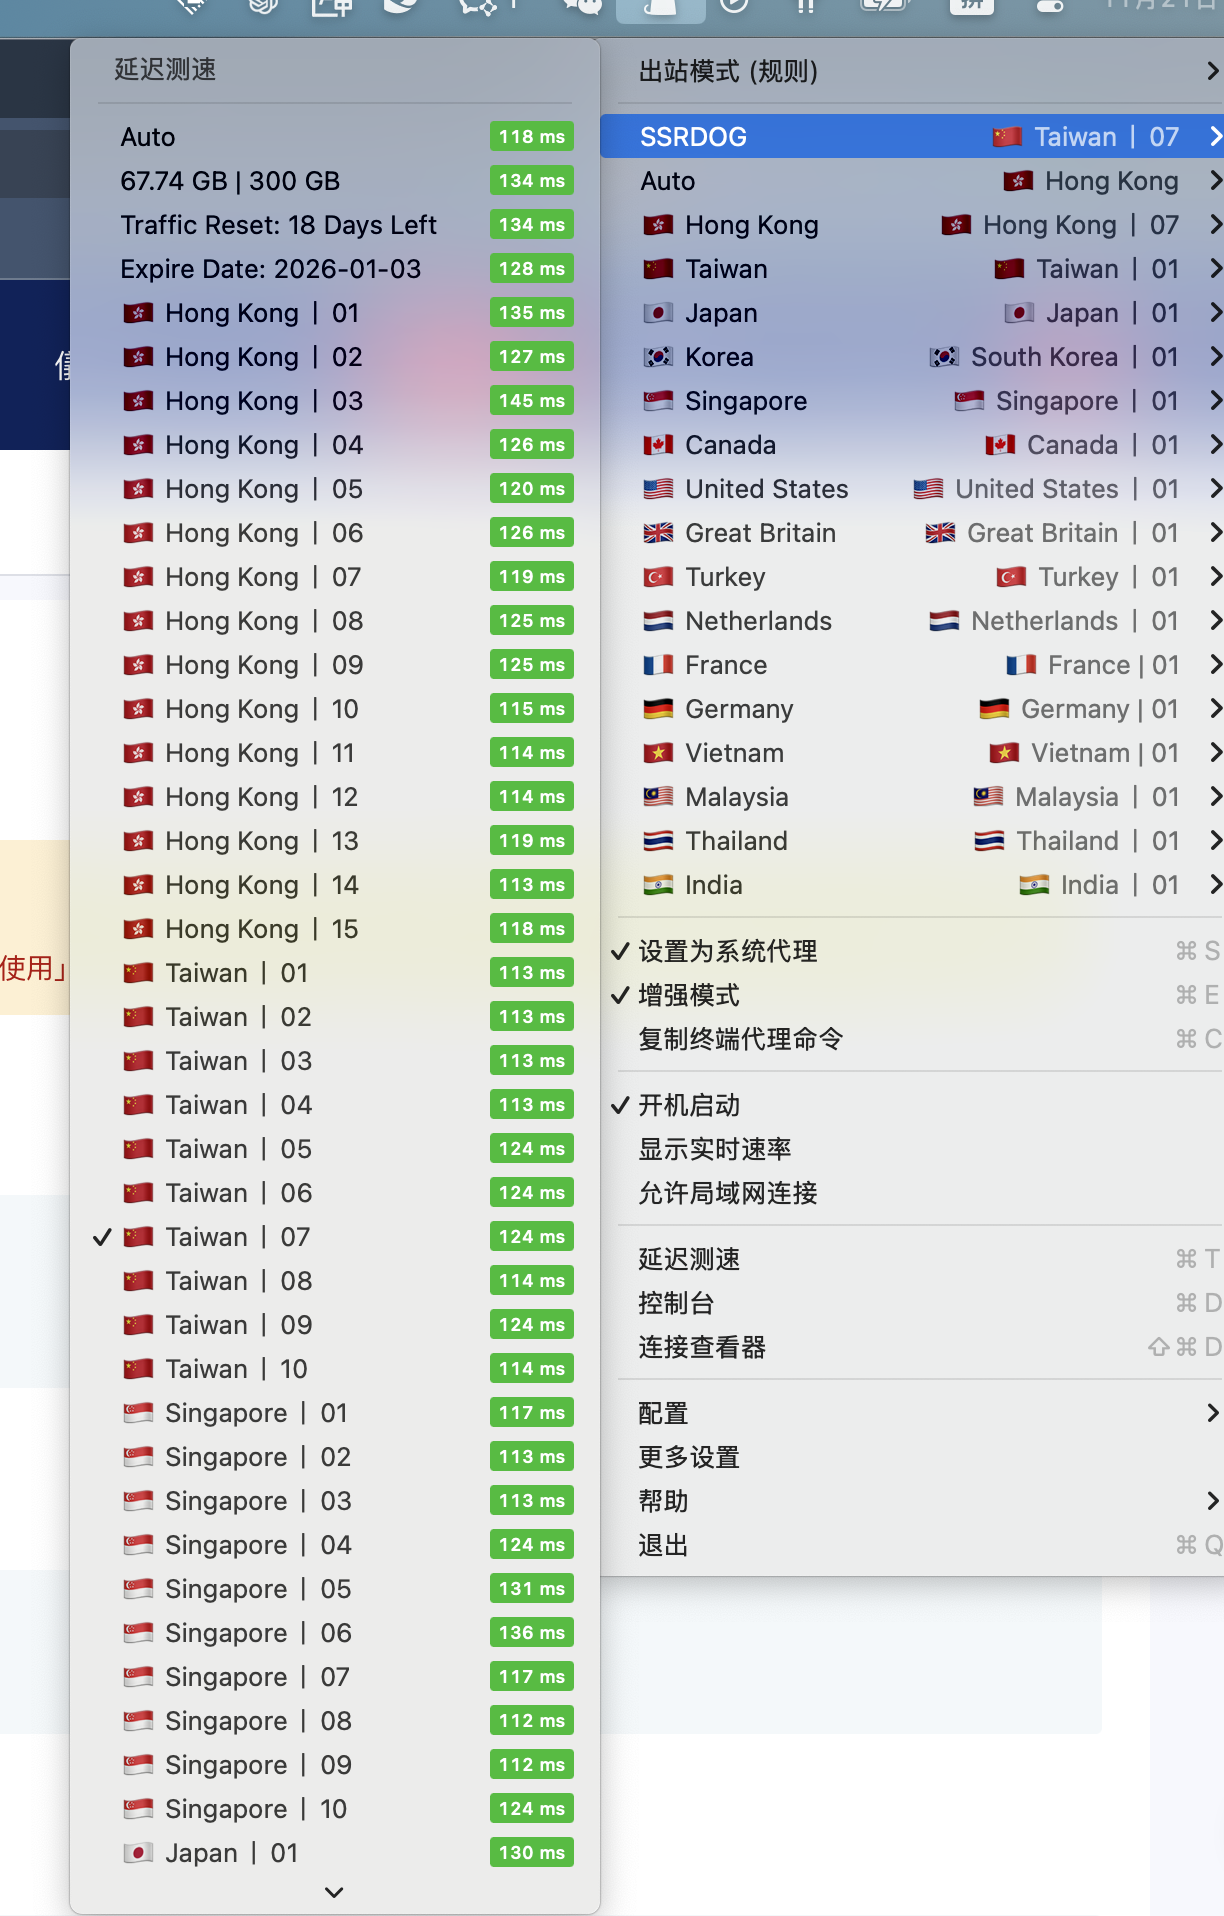 延迟测速
Auto 118 ms
67.74 GB | 300 GB 134 ms
Traffic Reset: 18 Days Left 134 ms
Expire Date: 2026-01-03 128 ms
Hong Kong | 01 135 ms
Hong Kong | 02 127 ms
Hong Kong | 03 145 ms
Hong Kong | 04 126 ms
Hong Kong | 05 120 ms
Hong Kong | 06 126 ms
Hong Kong | 07 119 ms
Hong Kong | 08 125 ms
Hong Kong | 09 125 ms
Hong Kong | 10 115 ms
Hong Kong | 11 114 ms
Hong Kong | 12 114 ms
Hong Kong | 13 119 ms
Hong Kong | 14 113 ms
Hong Kong | 15 118 ms
Taiwan | 01 113 ms
Taiwan | 02 113 ms
Taiwan | 03 113 ms
Taiwan | 04 113 ms
Taiwan | 05 124 ms
Taiwan | 06 124 ms
✓ Taiwan | 07 124 ms
Taiwan | 08 114 ms
Taiwan | 09 124 ms
Taiwan | 10 114 ms
Singapore | 01 117 ms
Singapore | 02 113 ms
Singapore | 03 113 ms
Singapore | 04 124 ms
Singapore | 05 131 ms
Singapore | 06 136 ms
Singapore | 07 117 ms
Singapore | 08 112 ms
Singapore | 09 112 ms
Singapore | 10 124 ms
Japan | 01 130 ms
出站模式 (规则)
SSRDOG Taiwan | 07
Auto Hong Kong
Hong Kong Hong Kong | 07
Taiwan Taiwan | 01
Japan Japan | 01
Korea South Korea | 01
Singapore Singapore | 01
Canada Canada | 01
United States United States | 01
Great Britain Great Britain | 01
Turkey Turkey | 01
Netherlands Netherlands | 01
France France | 01
Germany Germany | 01
Vietnam Vietnam | 01
Malaysia Malaysia | 01
Thailand Thailand | 01
India India | 01
✓ 设置为系统代理 ⌘ S
✓ 增强模式 ⌘ E
复制终端代理命令 ⌘ C
✓ 开机启动
显示实时速率
允许局域网连接
延迟测速 ⌘ T
控制台 ⌘ D
连接查看器 ⇧ ⌘ D
配置
更多设置
帮助
退出 ⌘ Q
使用」